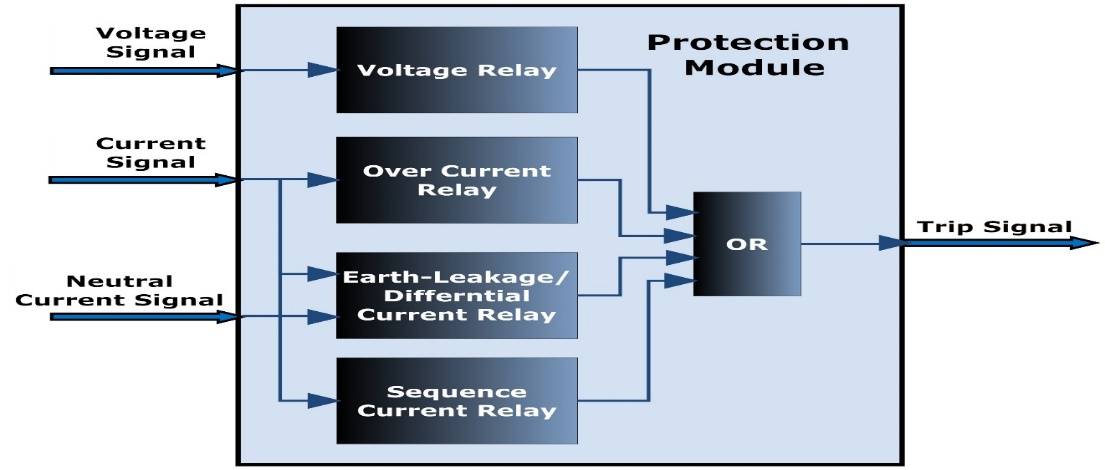 Voltage
Signal
Current
Signal
Neutral
Current Signal
Voltage Relay
Over Current
Relay
Earth-Leakage/
Differntial
Current Relay
Sequence
Current Relay
Protection
Module
OR
Trip Signal